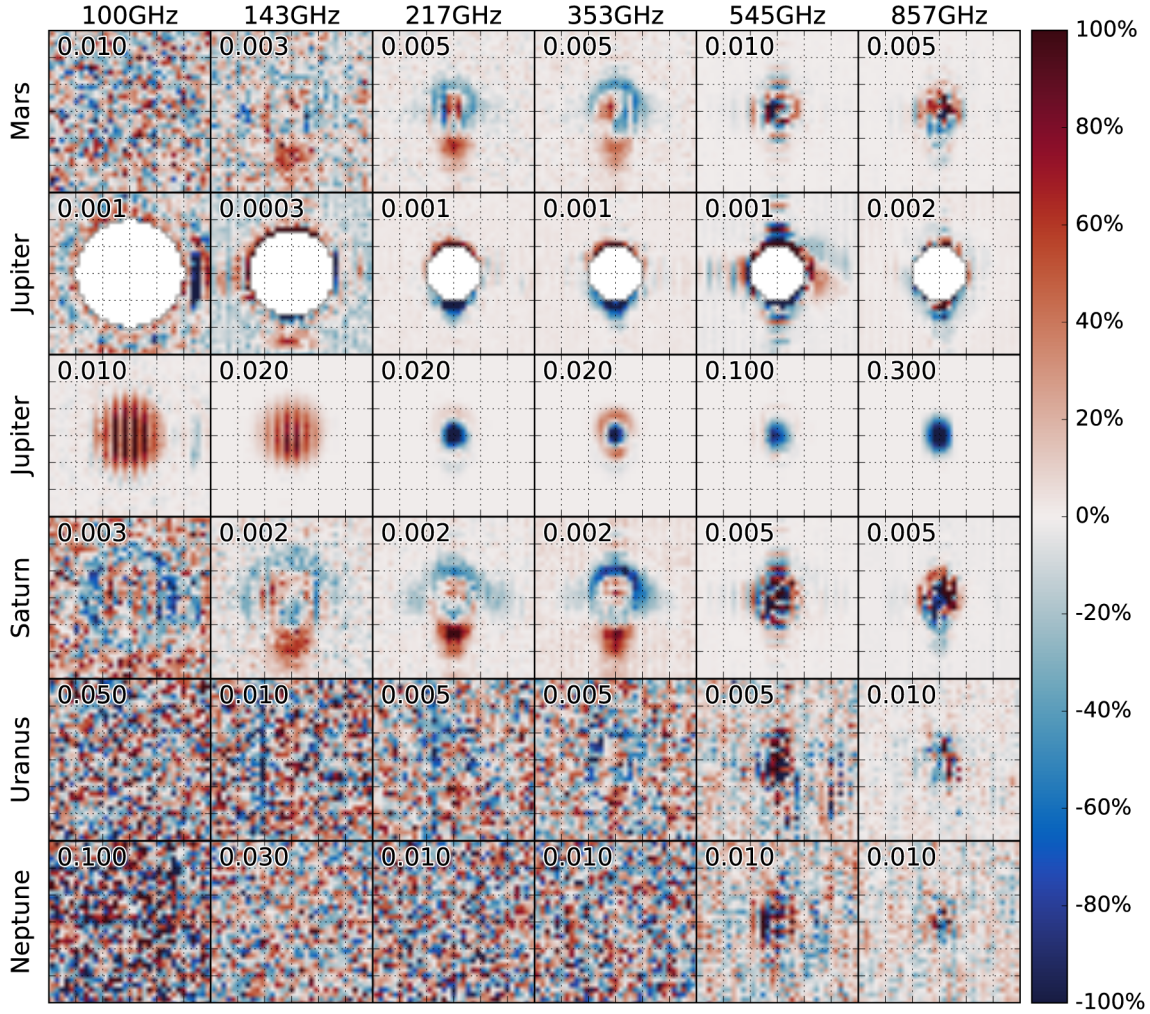 100GHz 143GHz 217GHz 353GHz 545GHz 857GHz
Mars 0.010 0.003 0.005 0.005 0.010 0.005
Jupiter 0.001 0.0003 0.001 0.001 0.001 0.002
Jupiter 0.010 0.020 0.020 0.020 0.100 0.300
Saturn 0.003 0.002 0.002 0.002 0.005 0.005
Uranus 0.050 0.010 0.005 0.005 0.005 0.010
Neptune 0.100 0.030 0.010 0.010 0.010 0.010
100%
80%
60%
40%
20%
0%
-20%
-40%
-60%
-80%
-100%